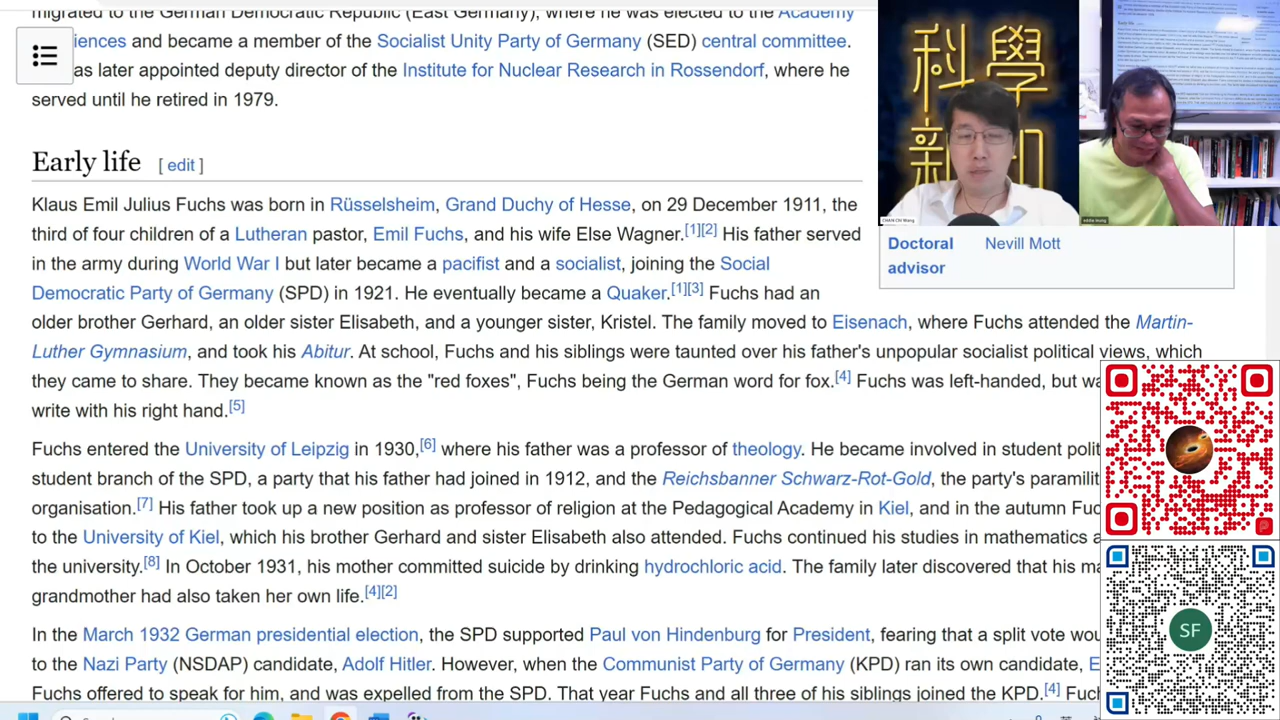 migrated to the German Democratic Republic (East Germany), where he was elected to the Academy
iences and became a member of the Socialist Unity Party of Germany (SED) central committee.
as later appointed deputy director of the Institute for Nuclear Research in Rossendorf, where he
served until he retired in 1979.
Early life [ edit ]
Klaus Emil Julius Fuchs was born in Rüsselsheim, Grand Duchy of Hesse, on 29 December 1911, the
third of four children of a Lutheran pastor, Emil Fuchs, and his wife Else Wagner.[1][2] His father served
in the army during World War I but later became a pacifist and a socialist, joining the Social
Democratic Party of Germany (SPD) in 1921. He eventually became a Quaker.[1][3] Fuchs had an
older brother Gerhard, an older sister Elisabeth, and a younger sister, Kristel. The family moved to Eisenach, where Fuchs attended the Martin-
Luther Gymnasium, and took his Abitur. At school, Fuchs and his siblings were taunted over his father's unpopular socialist political views, which
they came to share. They became known as the "red foxes", Fuchs being the German word for fox.[4] Fuchs was left-handed, but wa
write with his right hand.[5]
Fuchs entered the University of Leipzig in 1930,[6] where his father was a professor of theology. He became involved in student polit
student branch of the SPD, a party that his father had joined in 1912, and the Reichsbanner Schwarz-Rot-Gold, the party's paramilit
organisation.[7] His father took up a new position as professor of religion at the Pedagogical Academy in Kiel, and in the autumn Fuc
to the University of Kiel, which his brother Gerhard and sister Elisabeth also attended. Fuchs continued his studies in mathematics a
the university.[8] In October 1931, his mother committed suicide by drinking hydrochloric acid. The family later discovered that his ma
grandmother had also taken her own life.[4][2]
In the March 1932 German presidential election, the SPD supported Paul von Hindenburg for President, fearing that a split vote wou
to the Nazi Party (NSDAP) candidate, Adolf Hitler. However, when the Communist Party of Germany (KPD) ran its own candidate, E
Fuchs offered to speak for him, and was expelled from the SPD. That year Fuchs and all three of his siblings joined the KPD.[4] Fuc
科學
新知
Doctoral
advisor
Nevill Mott
SF